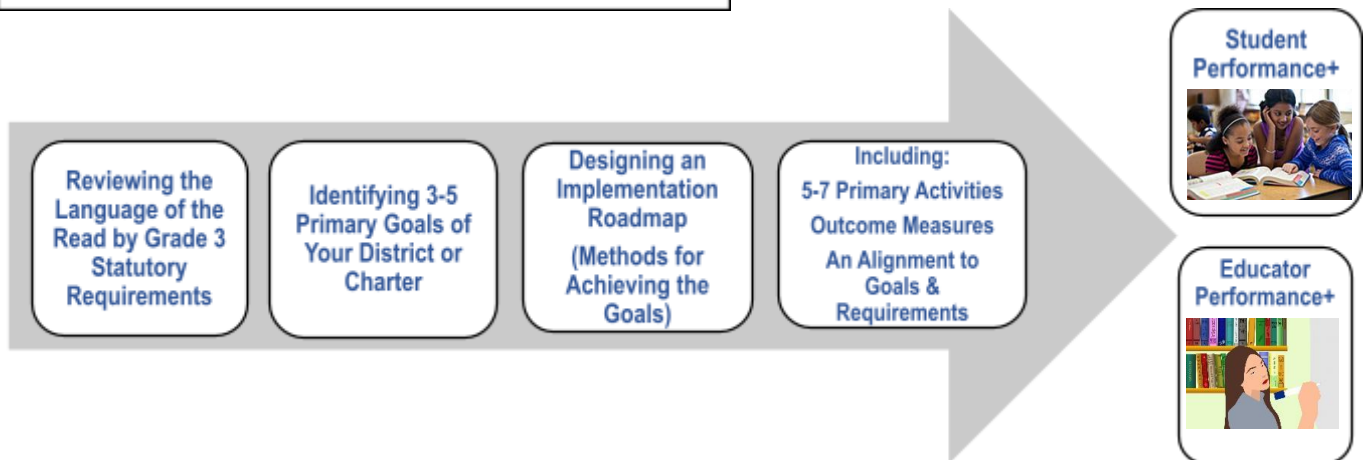 Reviewing the
Language of the
Read by Grade 3
Statutory
Requirements
Identifying 3-5
Primary Goals of
Your District or
Charter
Designing an
Implementation
Roadmap
(Methods for
Achieving the
Goals)
Including:
5-7 Primary Activities
Outcome Measures
An Alignment to
Goals &
Requirements
Student
Performance+
Educator
Performance+